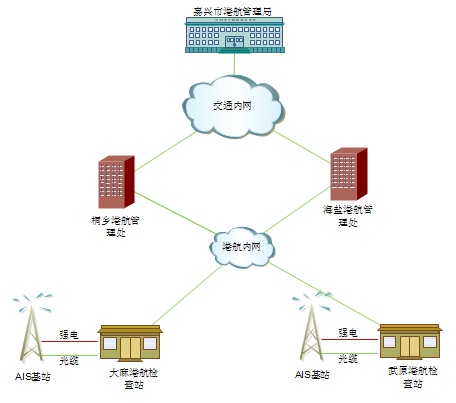 嘉兴市港航管理局
交通内网
桐乡港航管
理处
海盐港航管
理处
港航内网
强电
光缆
AIS基站
大麻港航检
查站
强电
光缆
AIS基站
武原港航检
查站